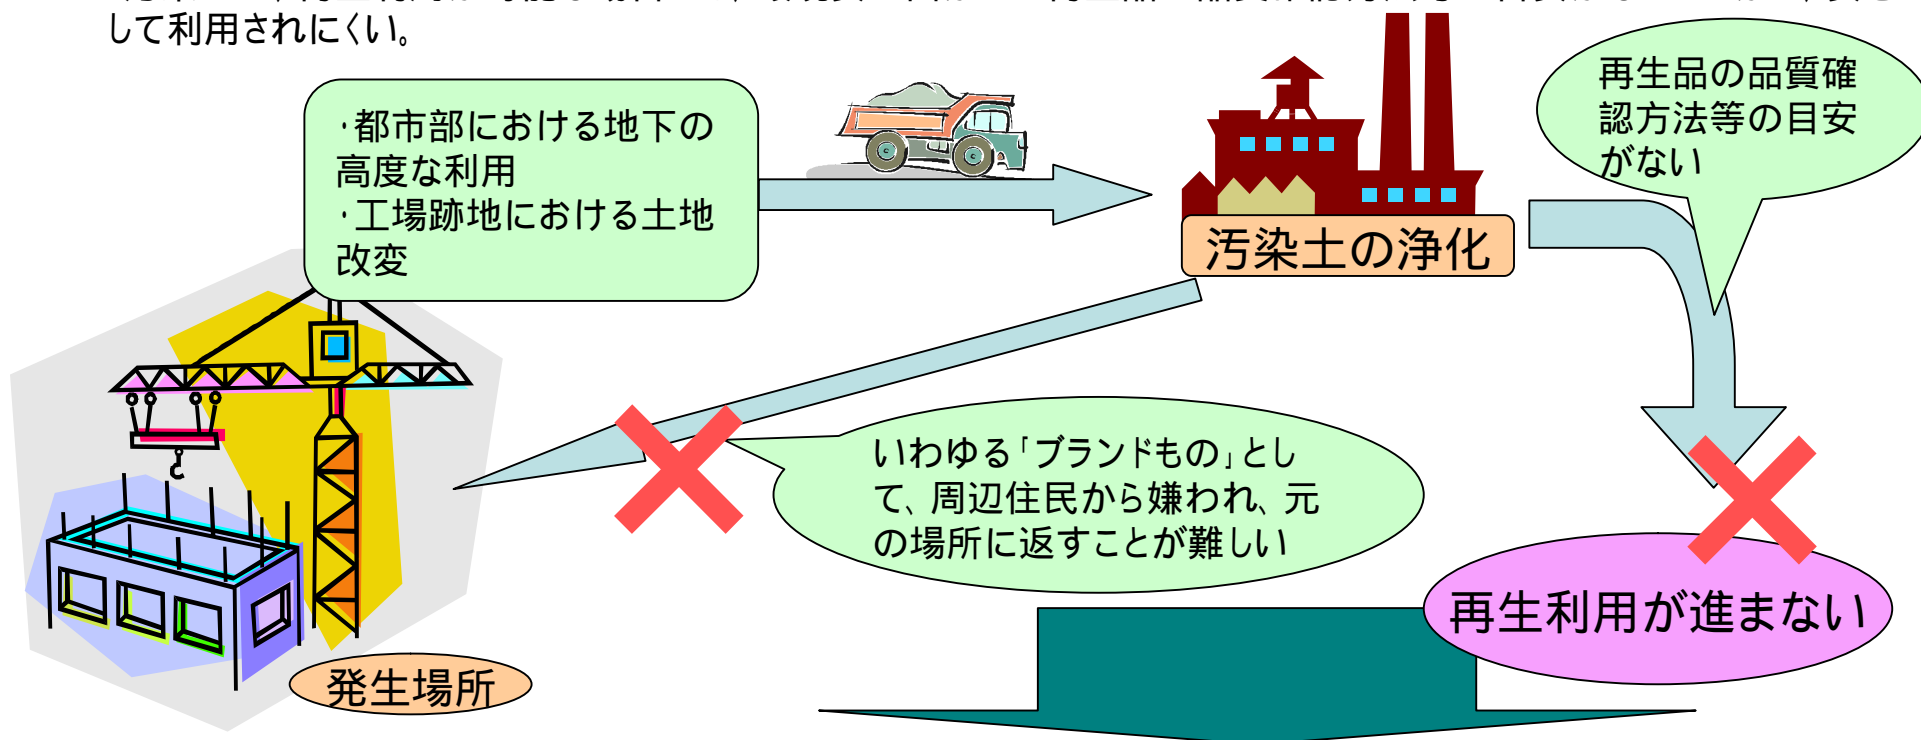 して利用されにくい。
・都市部における地下の
高度な利用
・工場跡地における土地
改変
再生品の品質確
認方法等の目安
がない
汚染土の浄化
いわゆる「ブランドもの」とし
て、周辺住民から嫌われ、元
の場所に返すことが難しい
再生利用が進まない
発生場所